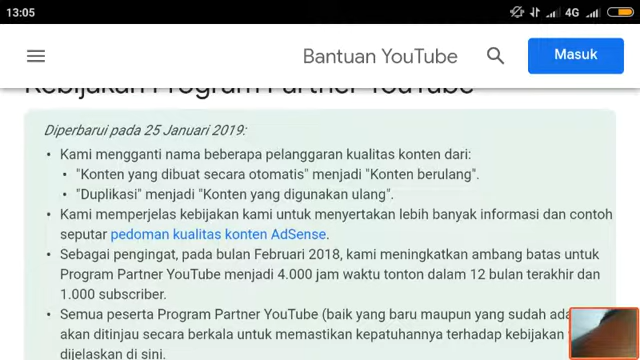 13:05
4G
Bantuan YouTube
Masuk
Kebijakan Program Partner YouTube
Diperbarui pada 25 Januari 2019:
• Kami mengganti nama beberapa pelanggaran kualitas konten dari:
• "Konten yang dibuat secara otomatis" menjadi "Konten berulang".
• "Duplikasi" menjadi "Konten yang digunakan ulang".
• Kami memperjelas kebijakan kami untuk menyertakan lebih banyak informasi dan contoh
seputar pedoman kualitas konten AdSense.
• Sebagai pengingat, pada bulan Februari 2018, kami meningkatkan ambang batas untuk
Program Partner YouTube menjadi 4.000 jam waktu tonton dalam 12 bulan terakhir dan
1.000 subscriber.
• Semua peserta Program Partner YouTube (baik yang baru maupun yang sudah ada
akan ditinjau secara berkala untuk memastikan kepatuhannya terhadap kebijakan
dijelaskan di sini.